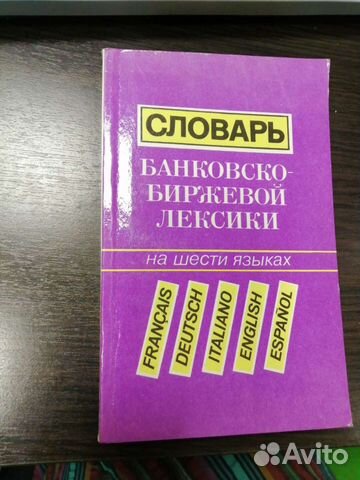 СЛОВАРЬ
БАНКОВСКО-
БИРЖЕВОЙ
ЛЕКСИКИ
на шести языках
FRANÇAIS
DEUTSCH
ITALIANO
ENGLISH
ESPAÑOL
Avito